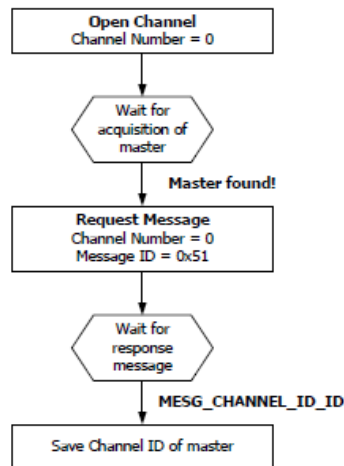 Open Channel
Channel Number = 0
Wait for
acquisition of
master
Master found!
Request Message
Channel Number = 0
Message ID = 0x51
Wait for
response
message
MESG_CHANNEL_ID_ID
Save Channel ID of master